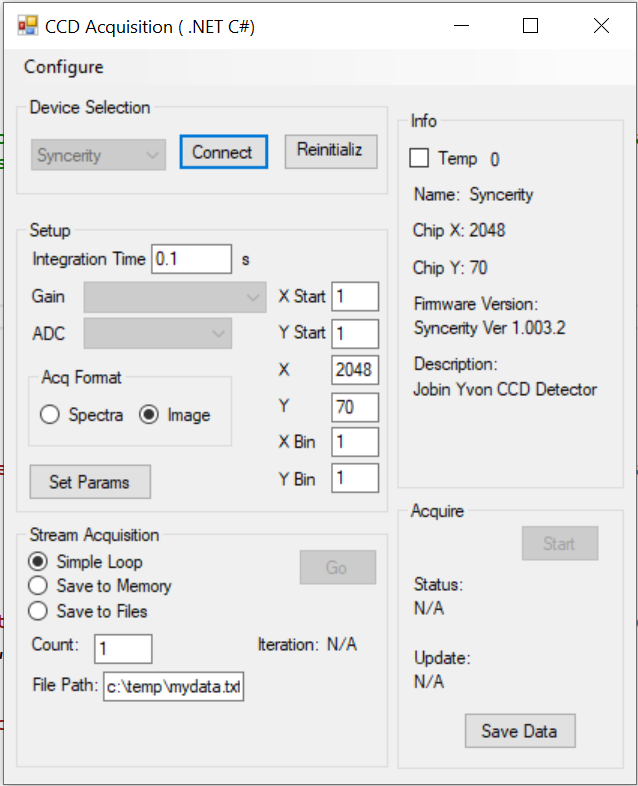 CCD Acquisition ( .NET C#)
Configure
Device Selection
Syncerity
Connect
Reinitializ
Setup
Integration Time 0.1 s
Gain
ADC
Acq Format
Spectra Image
Set Params
X Start 1
Y Start 1
X 2048
Y 70
X Bin 1
Y Bin 1
Stream Acquisition
Simple Loop
Save to Memory
Save to Files
Go
Count: 1
Iteration: N/A
File Path: c:\temp\mydata.txt
Info
Temp 0
Name: Syncerity
Chip X: 2048
Chip Y: 70
Firmware Version:
Syncerity Ver 1.003.2
Description:
Jobin Yvon CCD Detector
Acquire
Start
Status:
N/A
Update:
N/A
Save Data